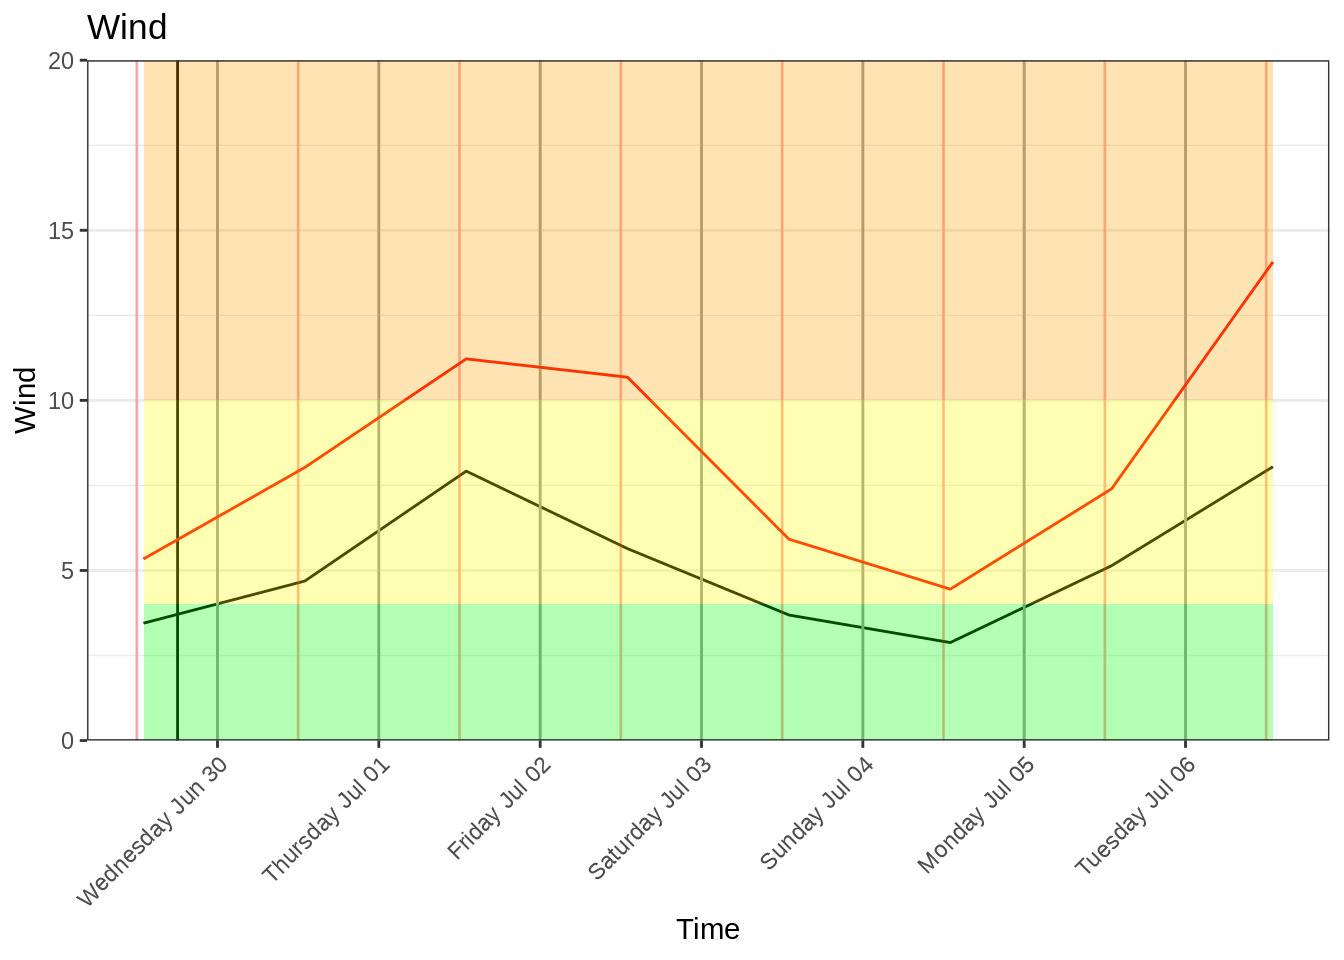 Wind
20
15
10
5
0
Wind
Wednesday Jun 30
Thursday Jul 01
Friday Jul 02
Saturday Jul 03
Sunday Jul 04
Monday Jul 05
Tuesday Jul 06
Time